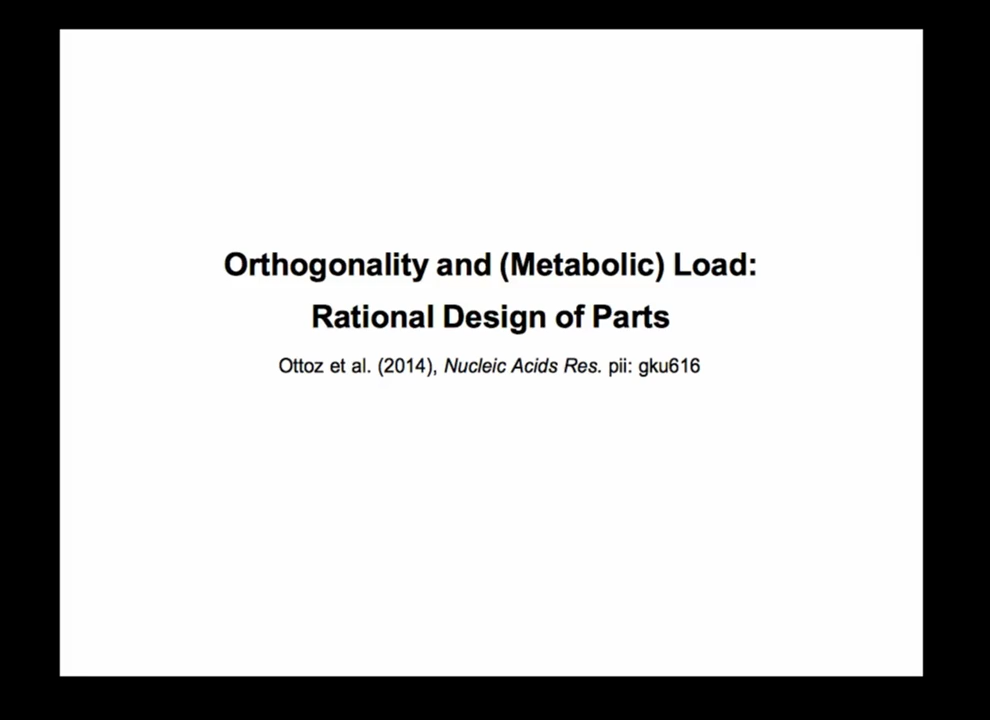 Orthogonality and (Metabolic) Load:
Rational Design of Parts
Ottoz et al. (2014), Nucleic Acids Res. pii: gku616